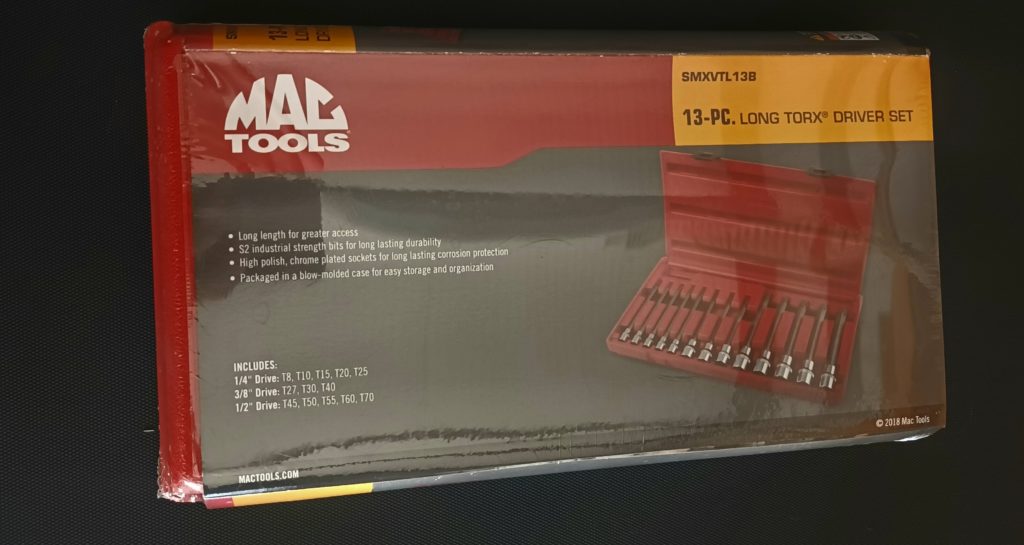 13-
LON
DR
MAC
TOOLS
SMXVTL13B
13-PC. LONG TORX® DRIVER SET
• Long length for greater access
• S2 industrial strength bits for long lasting durability
• High polish, chrome plated sockets for long lasting corrosion protection
• Packaged in a blow-molded case for easy storage and organization
INCLUDES:
1/4" Drive: T8, T10, T15, T20, T25
3/8" Drive: T27, T30, T40
1/2" Drive: T45, T50, T55, T60, T70
© 2018 Mac Tools
MACTOOLS.COM